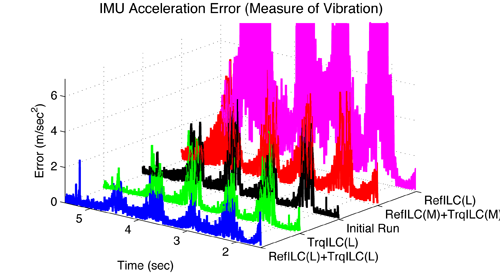 IMU Acceleration Error (Measure of Vibration)
6
4
2
0
Error (m/sec2)
5
4
3
2
Time (sec)
RefILC(L)
RefILC(M)+TrqILC(M)
Initial Run
TrqILC(L)
RefILC(L)+TrqILC(L)